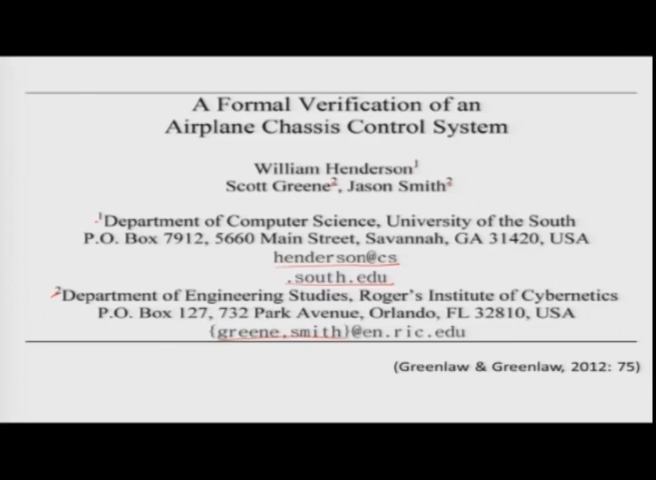 A Formal Verification of an
Airplane Chassis Control System
William Henderson¹
Scott Greene², Jason Smith²
¹Department of Computer Science, University of the South
P.O. Box 7912, 5660 Main Street, Savannah, GA 31420, USA
henderson@cs
.south.edu
²Department of Engineering Studies, Roger's Institute of Cybernetics
P.O. Box 127, 732 Park Avenue, Orlando, FL 32810, USA
{greene,smith}@en.ric.edu
(Greenlaw & Greenlaw, 2012: 75)